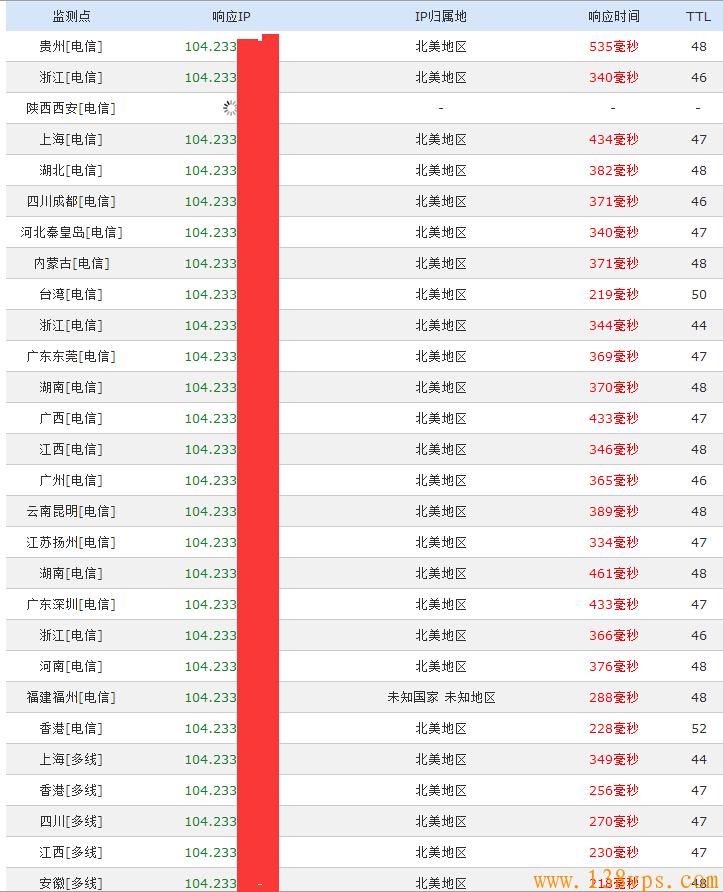 监测点 响应IP IP归属地 响应时间 TTL
贵州[电信] 104.233 北美地区 535毫秒 48
浙江[电信] 104.233 北美地区 340毫秒 46
陕西西安[电信] - - -
上海[电信] 104.233 北美地区 434毫秒 47
湖北[电信] 104.233 北美地区 382毫秒 48
四川成都[电信] 104.233 北美地区 371毫秒 46
河北秦皇岛[电信] 104.233 北美地区 340毫秒 47
内蒙古[电信] 104.233 北美地区 371毫秒 48
台湾[电信] 104.233 北美地区 219毫秒 50
浙江[电信] 104.233 北美地区 344毫秒 44
广东东莞[电信] 104.233 北美地区 369毫秒 47
湖南[电信] 104.233 北美地区 370毫秒 48
广西[电信] 104.233 北美地区 433毫秒 47
江西[电信] 104.233 北美地区 346毫秒 48
广州[电信] 104.233 北美地区 365毫秒 46
云南昆明[电信] 104.233 北美地区 389毫秒 48
江苏扬州[电信] 104.233 北美地区 334毫秒 47
湖南[电信] 104.233 北美地区 461毫秒 48
广东深圳[电信] 104.233 北美地区 433毫秒 47
浙江[电信] 104.233 北美地区 366毫秒 46
河南[电信] 104.233 北美地区 376毫秒 48
福建福州[电信] 104.233 未知国家 未知地区 288毫秒 48
香港[电信] 104.233 北美地区 228毫秒 52
上海[多线] 104.233 北美地区 349毫秒 44
香港[多线] 104.233 北美地区 256毫秒 47
四川[多线] 104.233 北美地区 270毫秒 47
江西[多线] 104.233 北美地区 230毫秒 47
安徽[多线] 104.233 北美地区 218毫秒 48
www.128vps.com